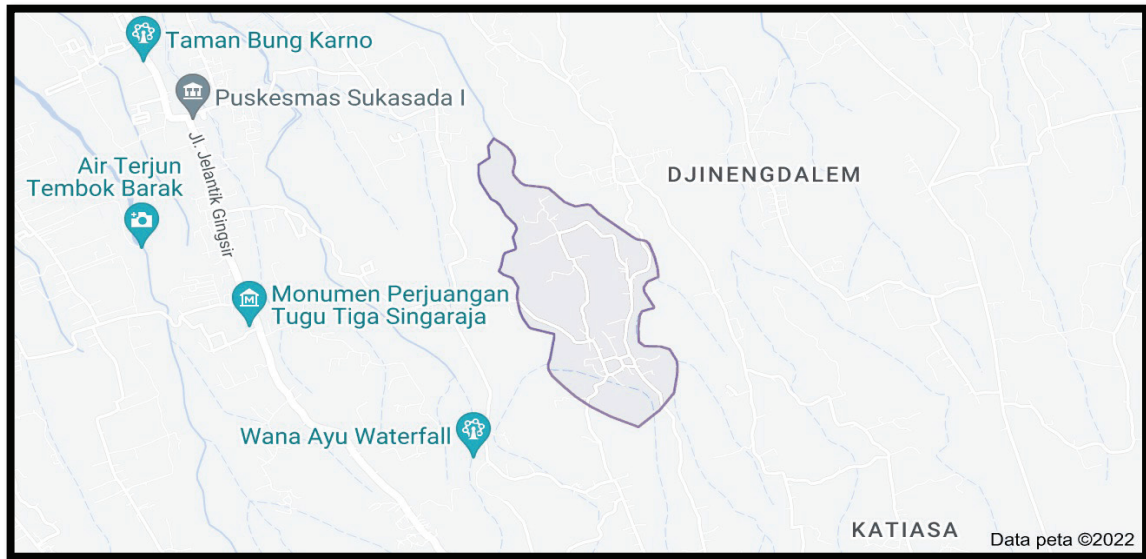 Taman Bung Karno
Puskesmas Sukasada I
Jl. Jelantik Gingsir
Air Terjun
Tembok Barak
DJINENGDALEM
Monumen Perjuangan
Tugu Tiga Singaraja
Wana Ayu Waterfall
KATIASA
Data peta ©2022